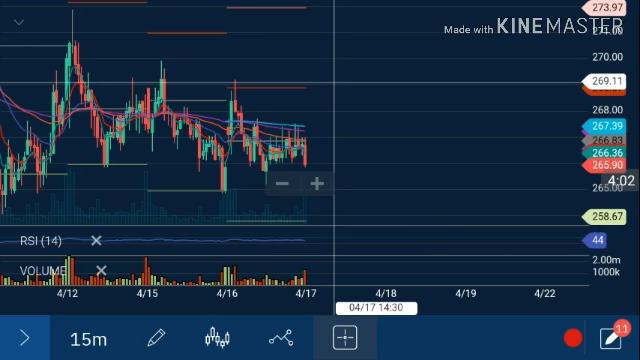 273.97
Made with KINEMASTER
271.00
270.00
269.11
268.00
267.39
266.83
266.36
265.90
4:02
265.00
258.67
RSI (14)
44
VOLUME
2.00m
1000k
4/12 4/15 4/16 4/17 4/18 4/19 4/22
04/17 14:30
15m
11